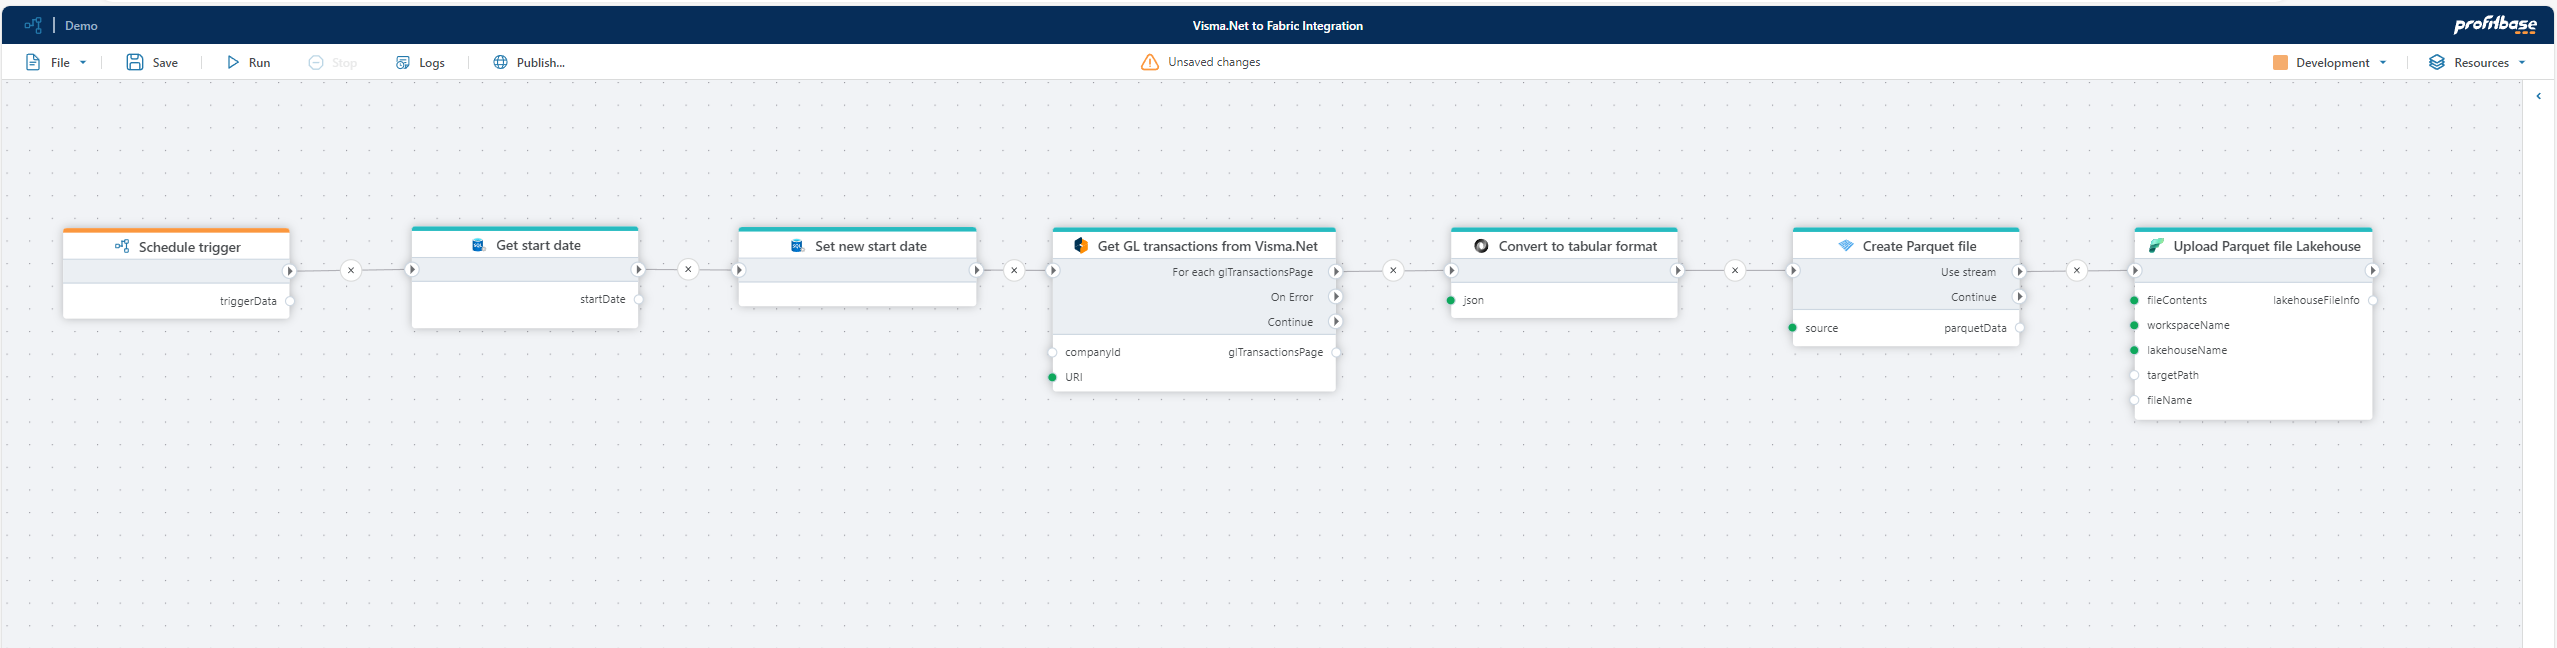 Demo
Visma.Net to Fabric Integration
profitbase
File
Save
Run
Stop
Logs
Publish...
Unsaved changes
Development
Resources
Schedule trigger
triggerData
Get start date
startDate
Set new start date
Get GL transactions from Visma.Net
For each glTransactionsPage
On Error
Continue
companyId glTransactionsPage
URI
Convert to tabular format
json
Create Parquet file
Use stream
Continue
source parquetData
Upload Parquet file Lakehouse
fileContents lakehouseFileInfo
workspaceName
lakehouseName
targetPath
fileName